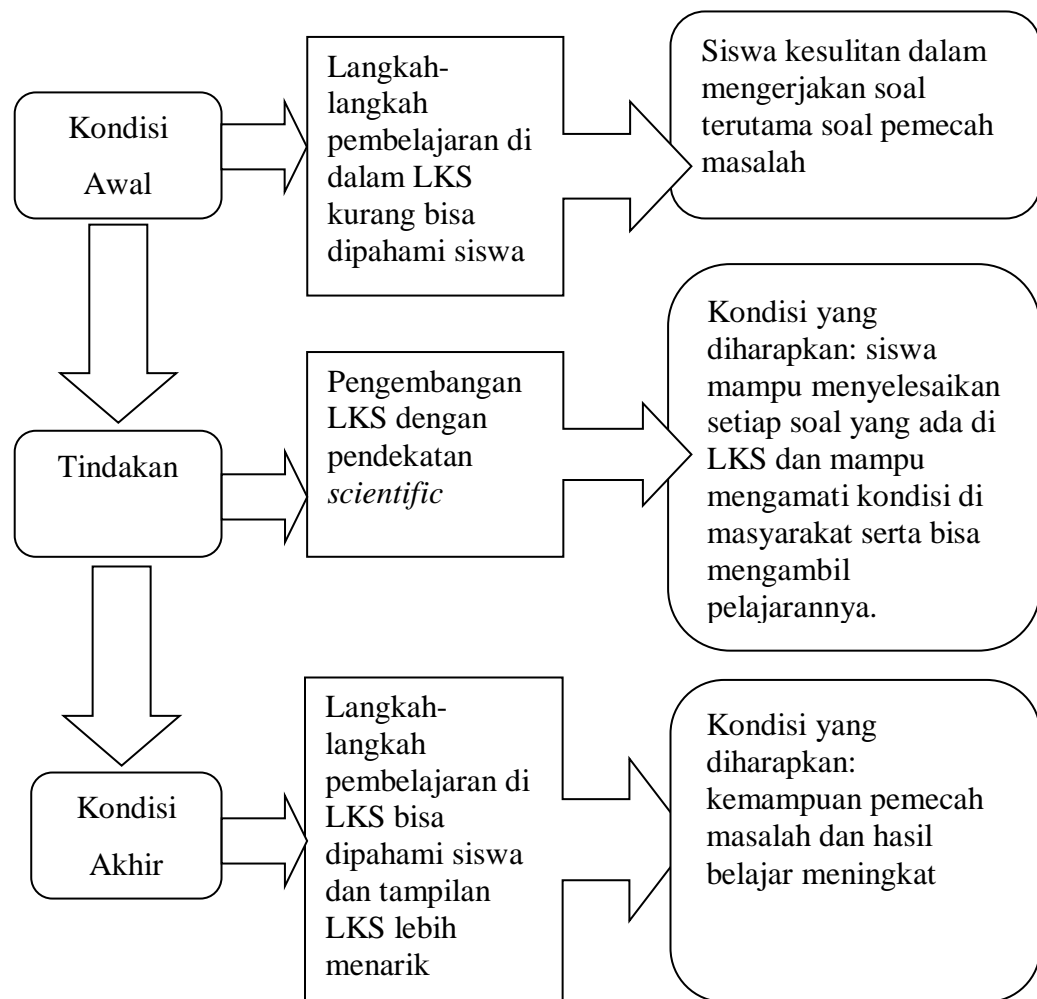 Kondisi
Awal
Langkah-
langkah
pembelajaran di
dalam LKS
kurang bisa
dipahami siswa
Siswa kesulitan dalam
mengerjakan soal
terutama soal pemecah
masalah
Tindakan
Pengembangan
LKS dengan
pendekatan
scientific
Kondisi yang
diharapkan: siswa
mampu menyelesaikan
setiap soal yang ada di
LKS dan mampu
mengamati kondisi di
masyarakat serta bisa
mengambil
pelajarannya.
Kondisi
Akhir
Langkah-
langkah
pembelajaran di
LKS bisa
dipahami siswa
dan tampilan
LKS lebih
menarik
Kondisi yang
diharapkan:
kemampuan pemecah
masalah dan hasil
belajar meningkat